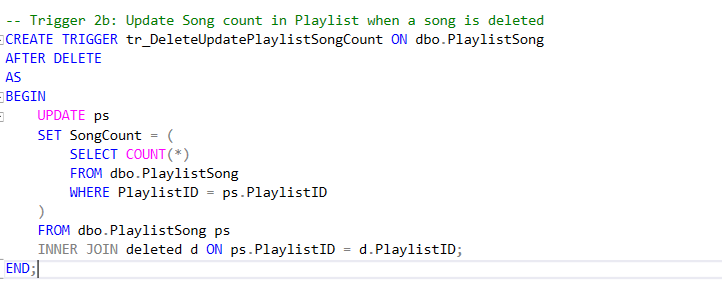 -- Trigger 2b: Update Song count in Playlist when a song is deleted
CREATE TRIGGER tr_DeleteUpdatePlaylistSongCount ON dbo.PlaylistSong
AFTER DELETE
AS
BEGIN
    UPDATE ps
    SET SongCount = (
        SELECT COUNT(*)
        FROM dbo.PlaylistSong
        WHERE PlaylistID = ps.PlaylistID
    )
    FROM dbo.PlaylistSong ps
    INNER JOIN deleted d ON ps.PlaylistID = d.PlaylistID;
END;